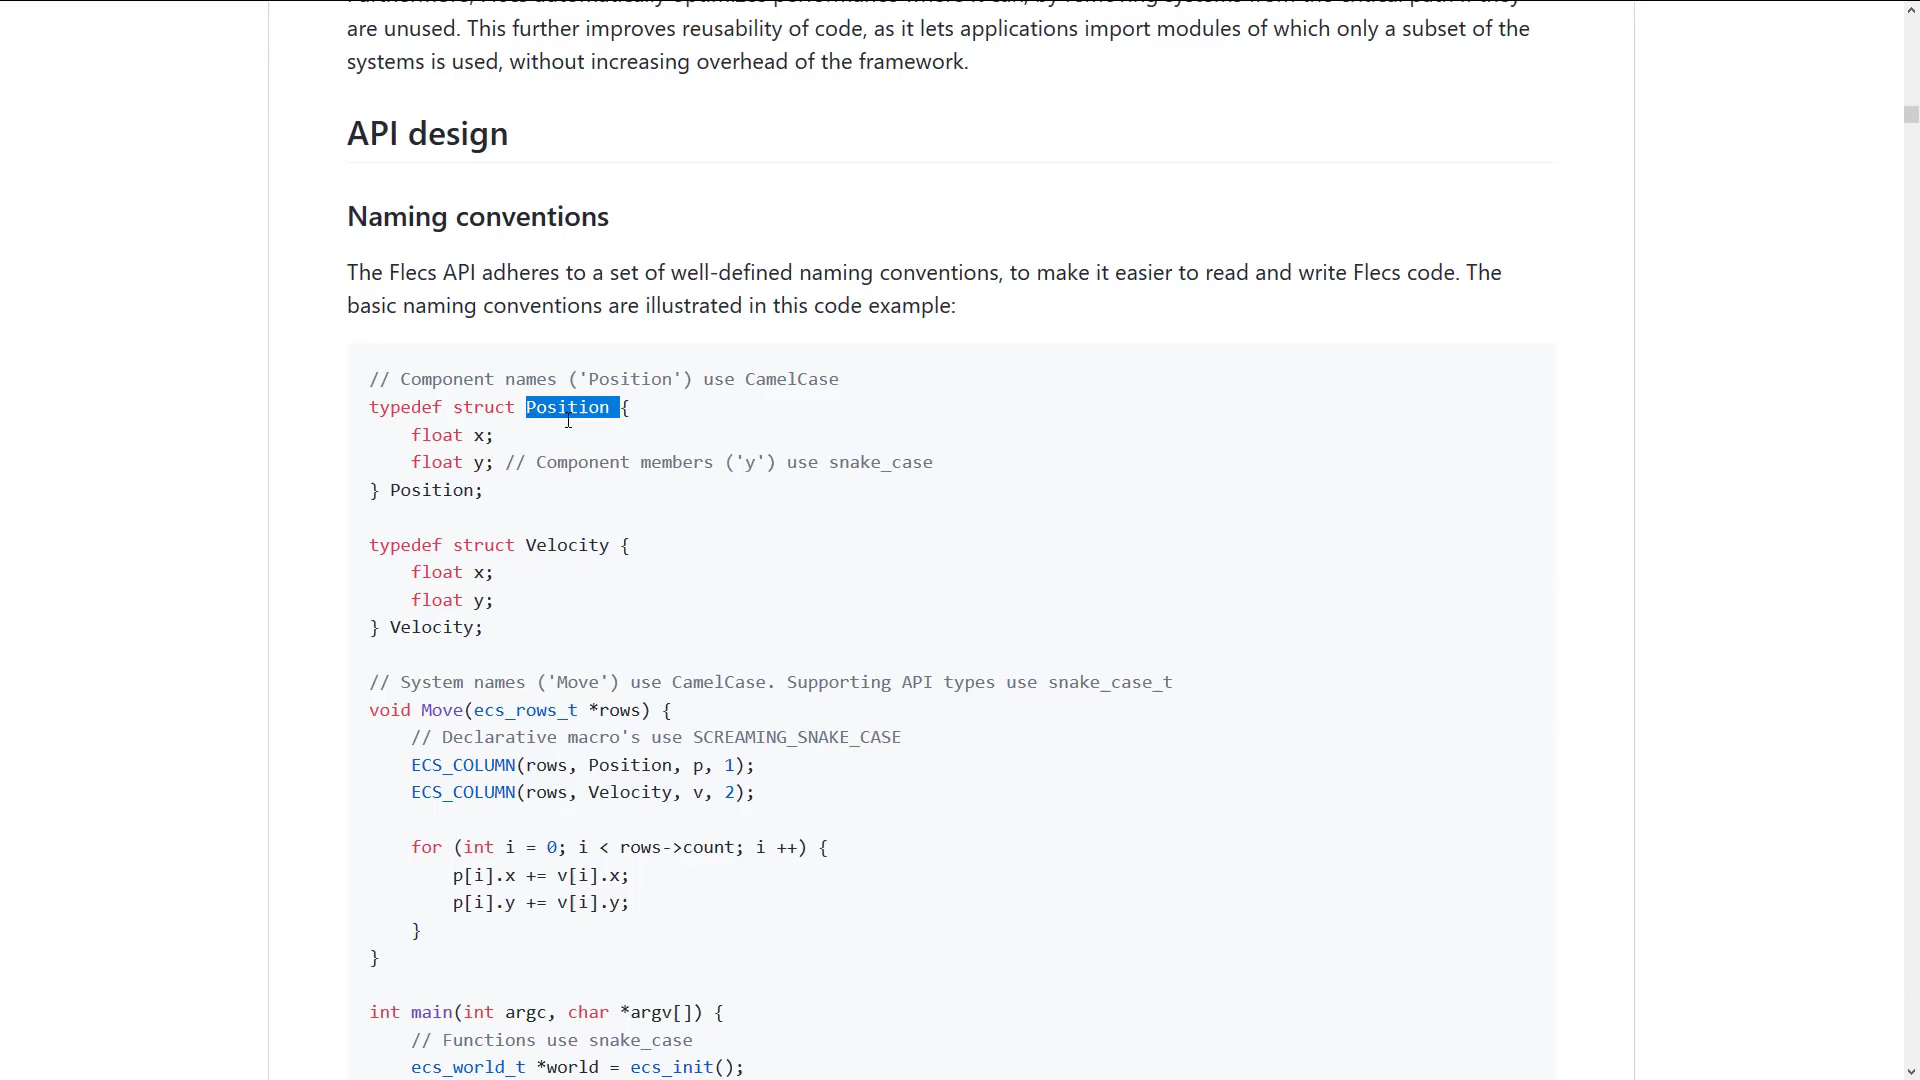 are unused. This further improves reusability of code, as it lets applications import modules of which only a subset of the
systems is used, without increasing overhead of the framework.
API design
Naming conventions
The Flecs API adheres to a set of well-defined naming conventions, to make it easier to read and write Flecs code. The
basic naming conventions are illustrated in this code example:
// Component names ('Position') use CamelCase
typedef struct Position {
    float x;
    float y; // Component members ('y') use snake_case
} Position;
typedef struct Velocity {
    float x;
    float y;
} Velocity;
// System names ('Move') use CamelCase. Supporting API types use snake_case_t
void Move(ecs_rows_t *rows) {
    // Declarative macro's use SCREAMING_SNAKE_CASE
    ECS_COLUMN(rows, Position, p, 1);
    ECS_COLUMN(rows, Velocity, v, 2);
    for (int i = 0; i < rows->count; i ++) {
        p[i].x += v[i].x;
        p[i].y += v[i].y;
    }
}
int main(int argc, char *argv[]) {
    // Functions use snake_case
    ecs_world_t *world = ecs_init();